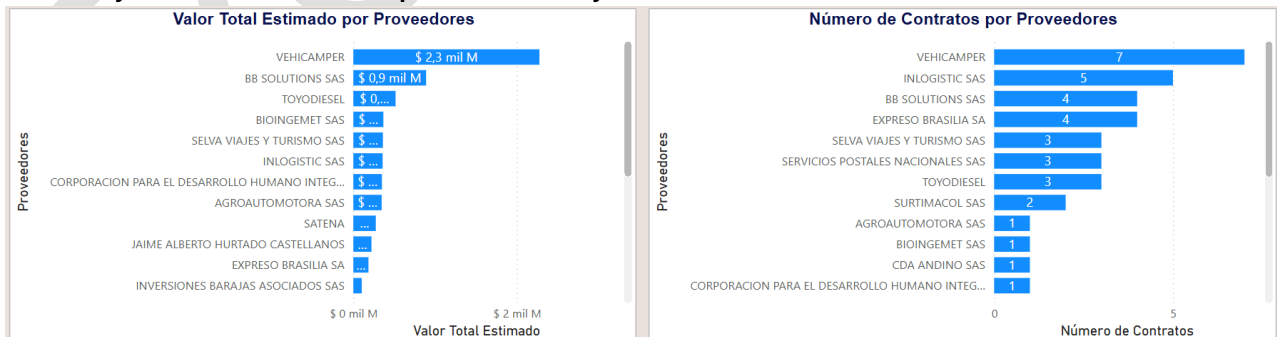 Valor Total Estimado por Proveedores
Proveedores
VEHICAMPER $ 2,3 mil M
BB SOLUTIONS SAS $ 0,9 mil M
TOYODIESEL $ 0,...
BIOINGEMET SAS $ ...
SELVA VIAJES Y TURISMO SAS $ ...
INLOGISTIC SAS $ ...
CORPORACION PARA EL DESARROLLO HUMANO INTEG... $ ...
AGROAUTOMOTORA SAS $ ...
SATENA ...
JAIME ALBERTO HURTADO CASTELLANOS ...
EXPRESO BRASILIA SA ...
INVERSIONES BARAJAS ASOCIADOS SAS
$ 0 mil M $ 2 mil M
Valor Total Estimado
Número de Contratos por Proveedores
Proveedores
VEHICAMPER 7
INLOGISTIC SAS 5
BB SOLUTIONS SAS 4
EXPRESO BRASILIA SA 4
SELVA VIAJES Y TURISMO SAS 3
SERVICIOS POSTALES NACIONALES SAS 3
TOYODIESEL 3
SURTIMACOL SAS 2
AGROAUTOMOTORA SAS 1
BIOINGEMET SAS 1
CDA ANDINO SAS 1
CORPORACION PARA EL DESARROLLO HUMANO INTEG... 1
0 5
Número de Contratos